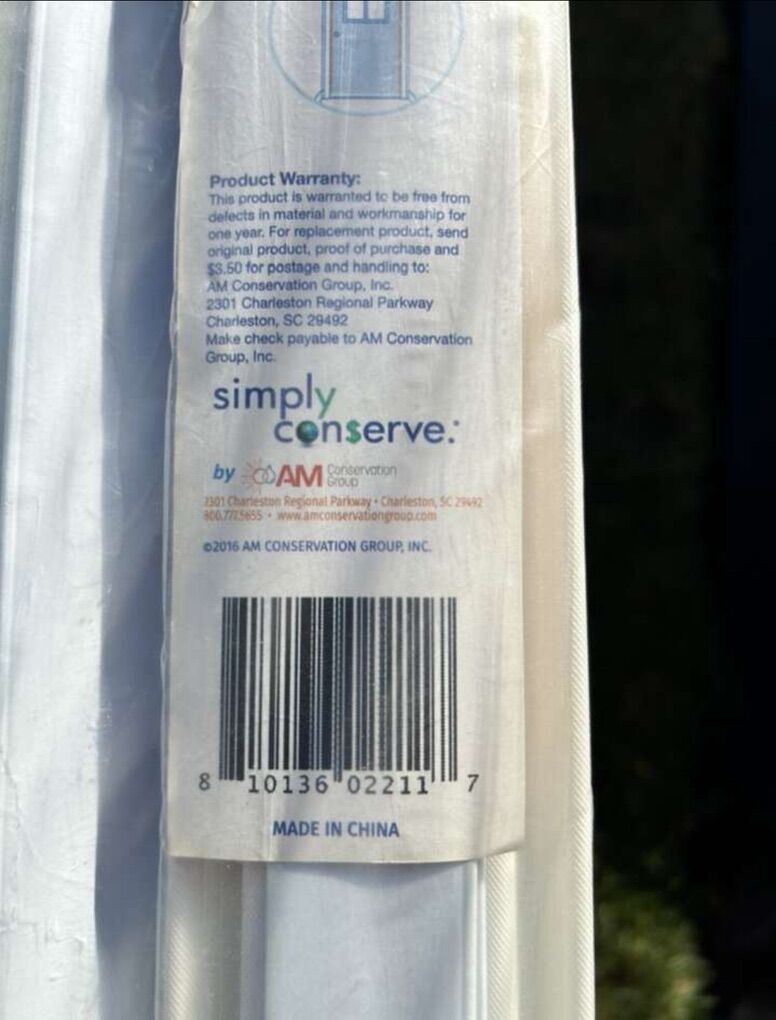 Product Warranty:
This product is warranted to be free from
defects in material and workmanship for
one year. For replacement product, send
original product, proof of purchase and
$3.50 for postage and handling to:
AM Conservation Group, Inc.
2301 Charleston Regional Parkway
Charleston, SC 29492
Make check payable to AM Conservation
Group, Inc.
simply
conserve.
by AM Conservation
Group
2301 Charleston Regional Parkway • Charleston, SC 29492
800.777.5655 • www.amconservationgroup.com
©2016 AM CONSERVATION GROUP, INC.
8 10136 02211 7
MADE IN CHINA